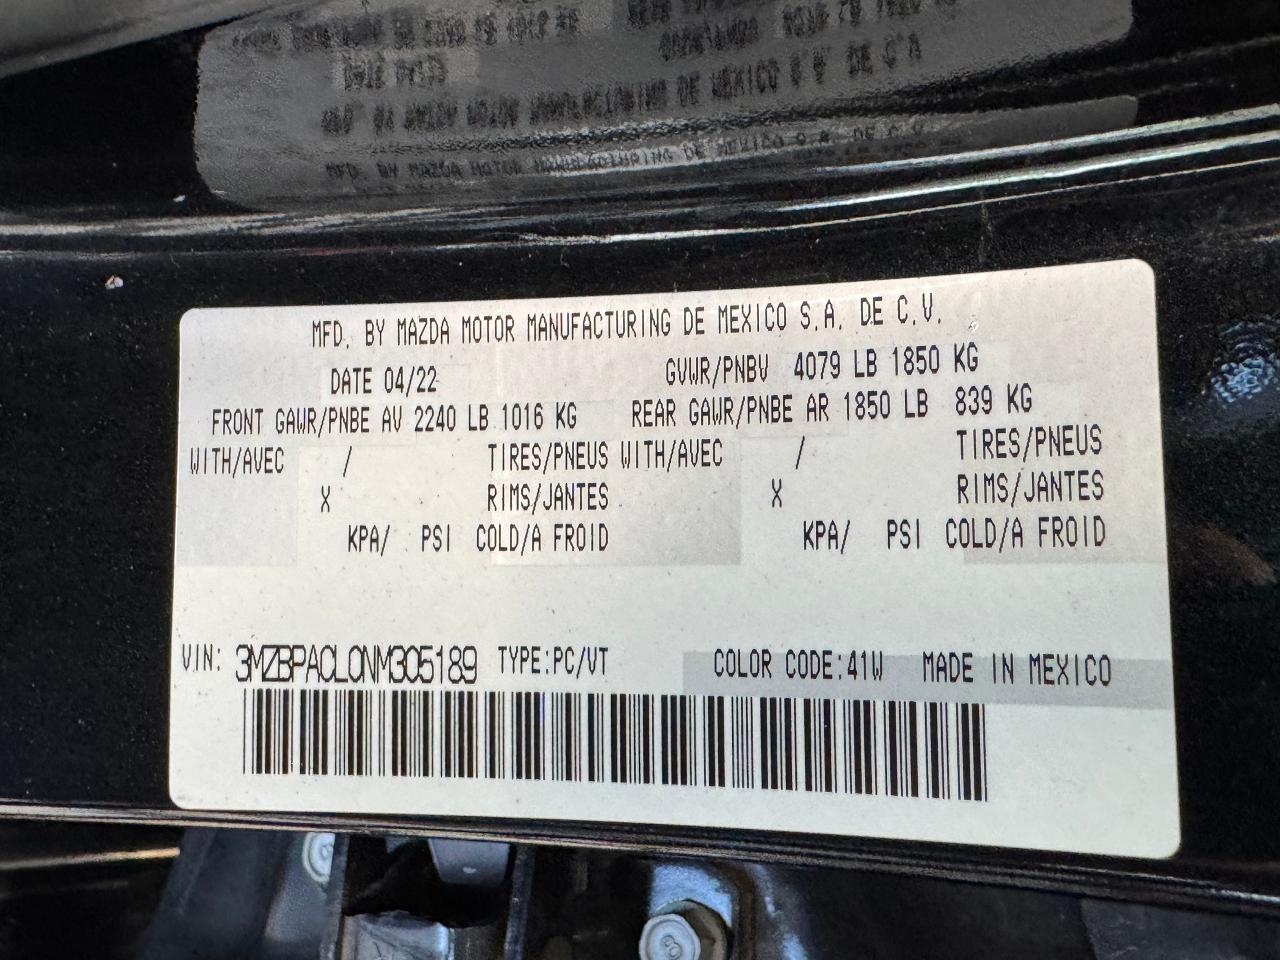 MFD. BY MAZDA MOTOR MANUFACTURING DE MEXICO S.A. DE C.V.
DATE 04/22 GVWR/PNBV 4079 LB 1850 KG
FRONT GAWR/PNBE AV 2240 LB 1016 KG REAR GAWR/PNBE AR 1850 LB 839 KG
WITH/AVEC / TIRES/PNEUS WITH/AVEC / TIRES/PNEUS
X RIMS/JANTES X RIMS/JANTES
KPA/ PSI COLD/A FROID KPA/ PSI COLD/A FROID
VIN: 3MZBPACL0NM305189 TYPE:PC/VT COLOR CODE:41W MADE IN MEXICO